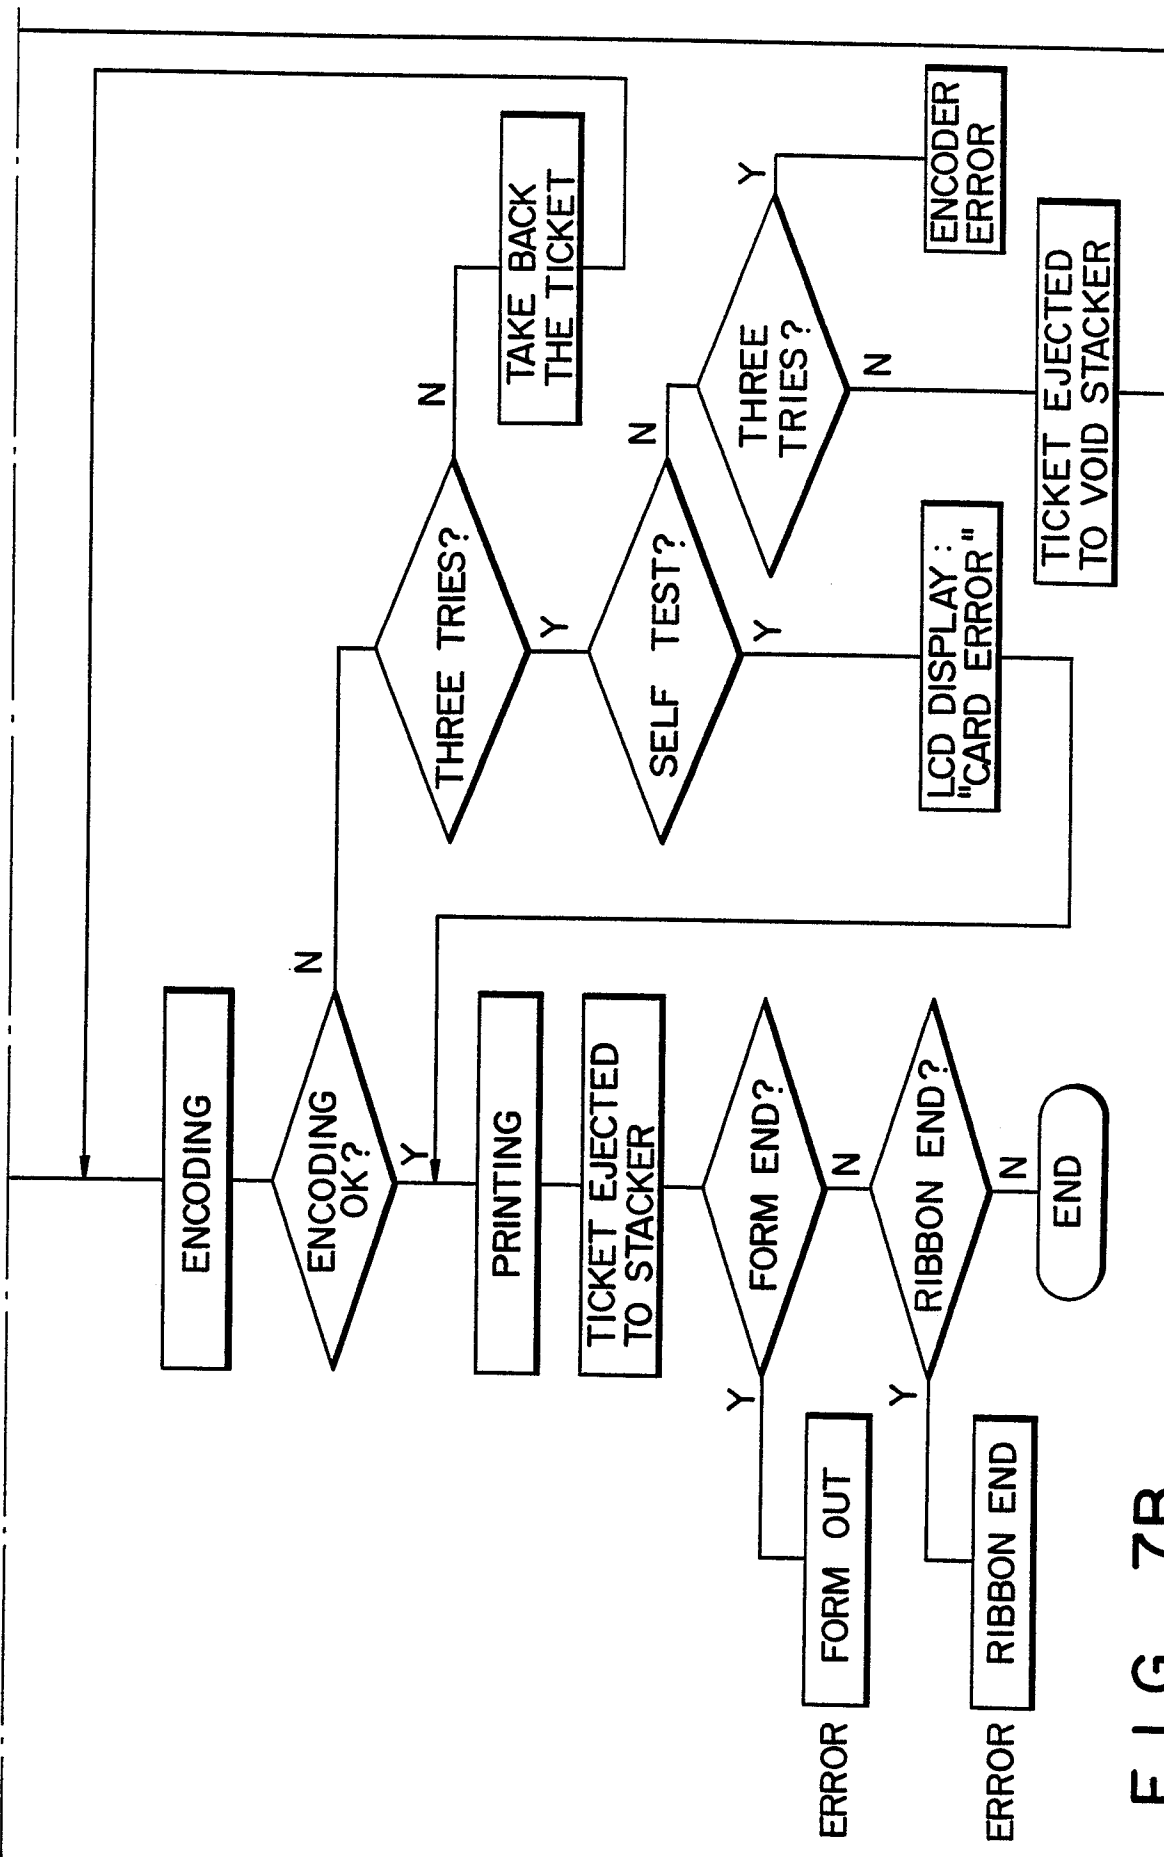 ENCODING
ENCODING
OK?
N
Y
THREE TRIES?
N
Y
TAKE BACK
THE TICKET
SELF TEST?
N
Y
THREE
TRIES?
Y
N
ENCODER
ERROR
LCD DISPLAY :
"CARD ERROR"
TICKET EJECTED
TO VOID STACKER
PRINTING
TICKET EJECTED
TO STACKER
FORM END?
Y
N
ERROR
FORM OUT
RIBBON END?
Y
N
ERROR
RIBBON END
END
FIG 7B